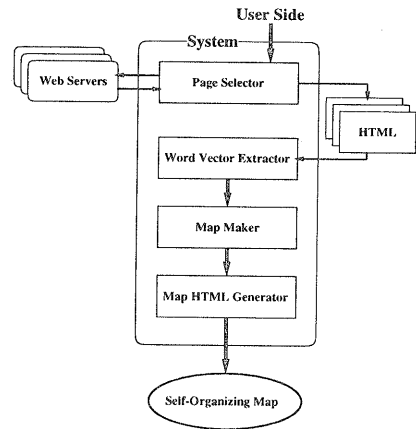 User Side
System
Web Servers
Page Selector
HTML
Word Vector Extractor
Map Maker
Map HTML Generator
Self-Organizing Map